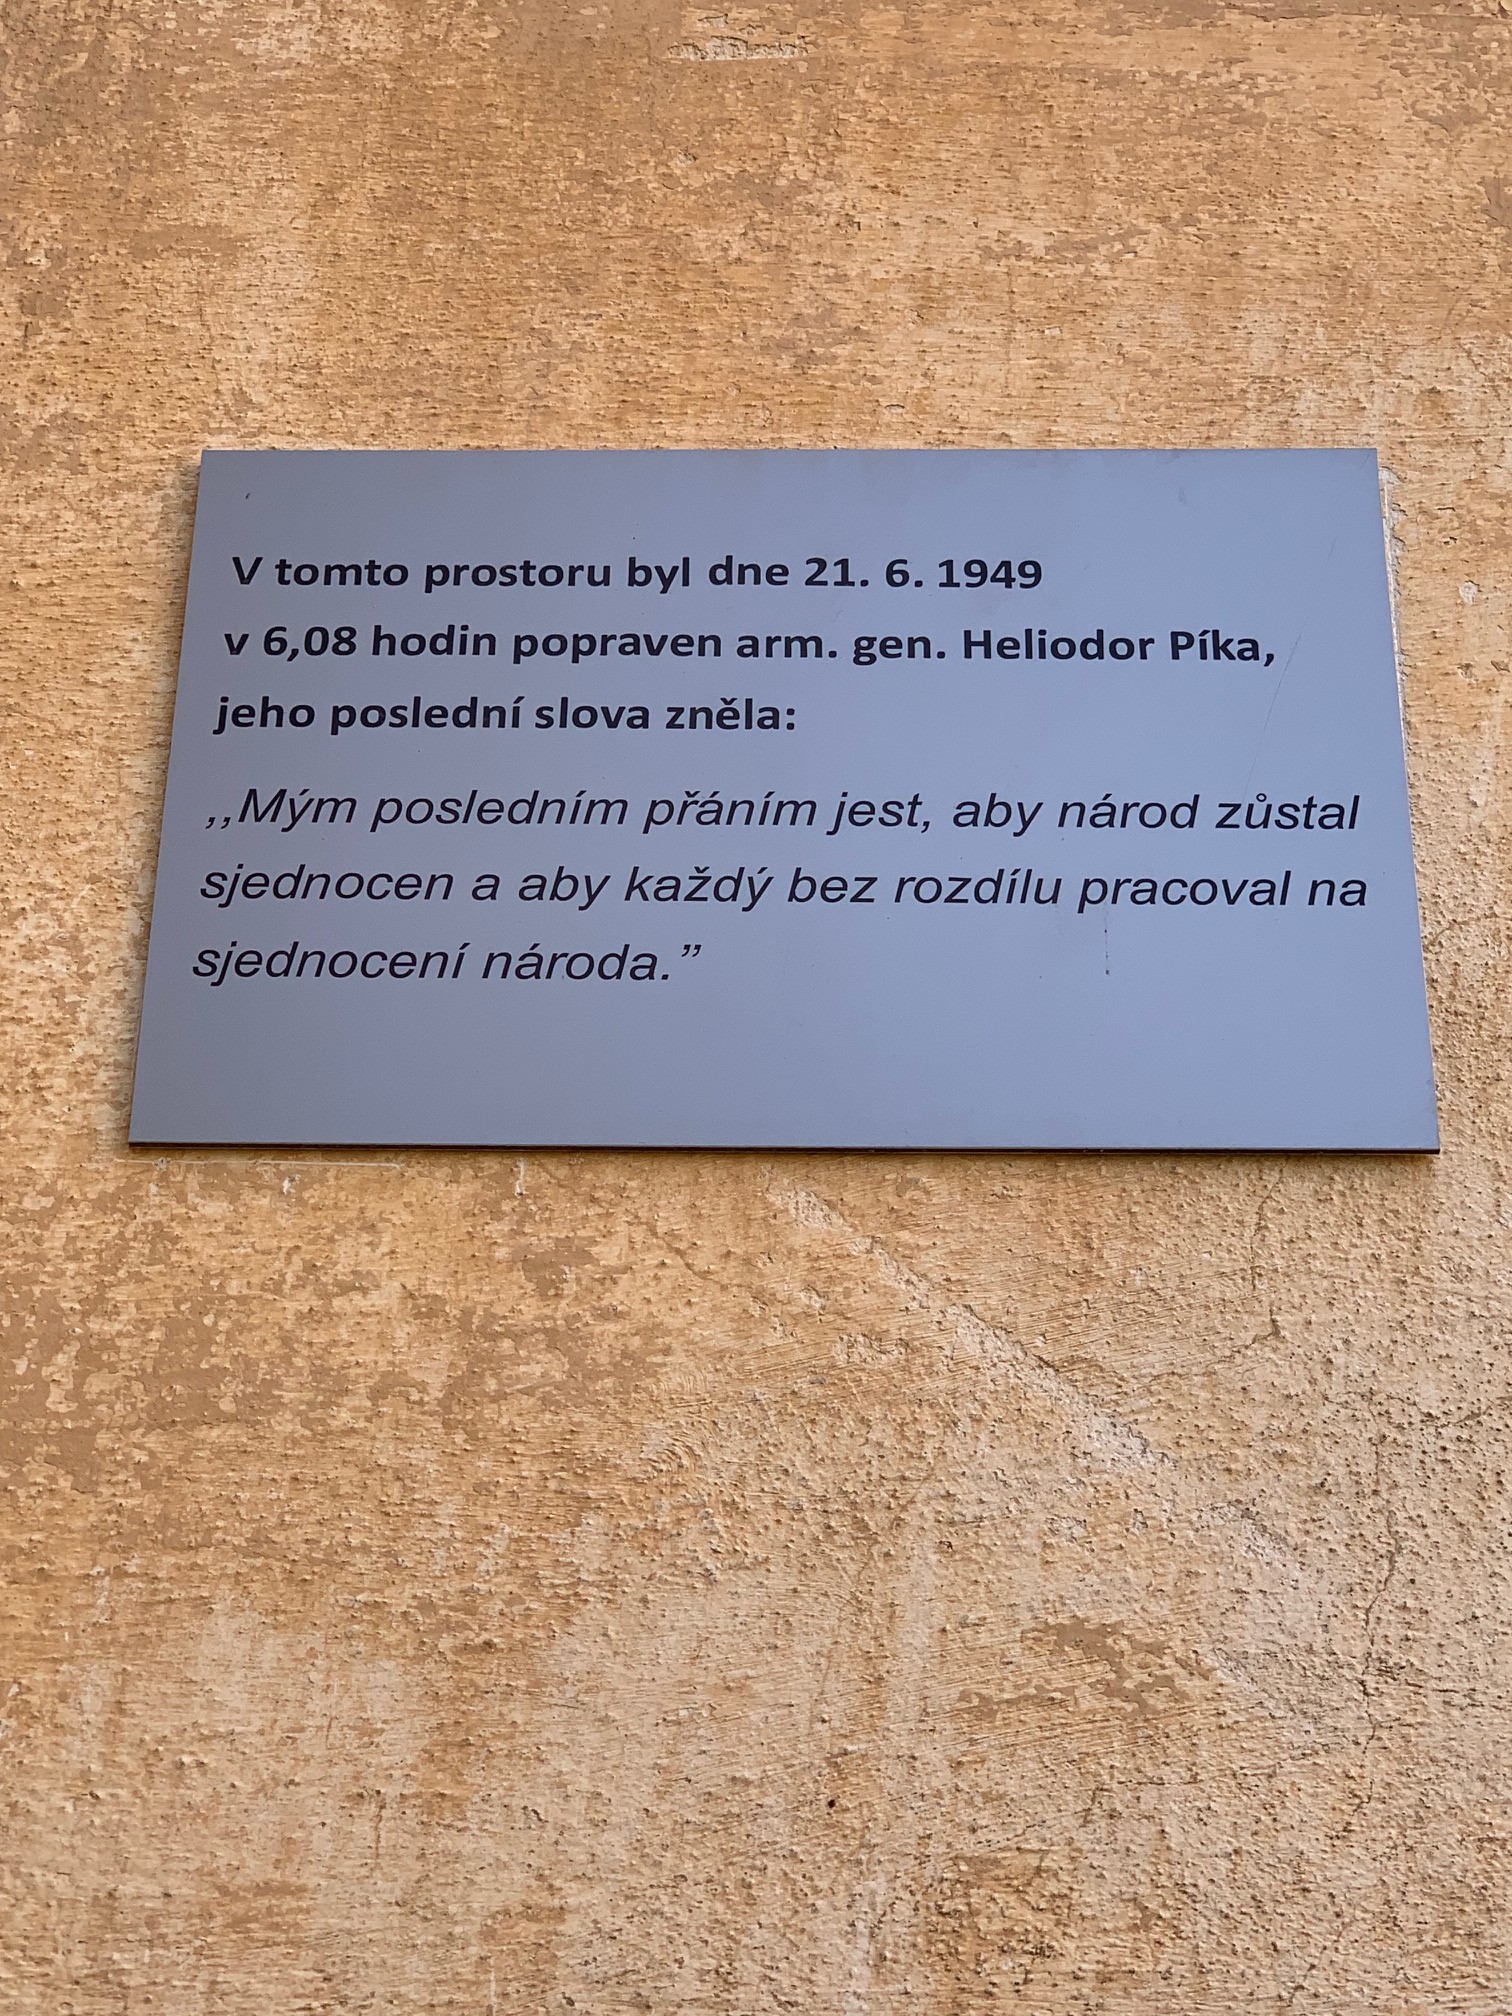 V tomto prostoru byl dne 21. 6. 1949
v 6,08 hodin popraven arm. gen. Heliodor Píka,
jeho poslední slova zněla:
,,Mým posledním přáním jest, aby národ zůstal
sjednocen a aby každý bez rozdílu pracoval na
sjednocení národa.”